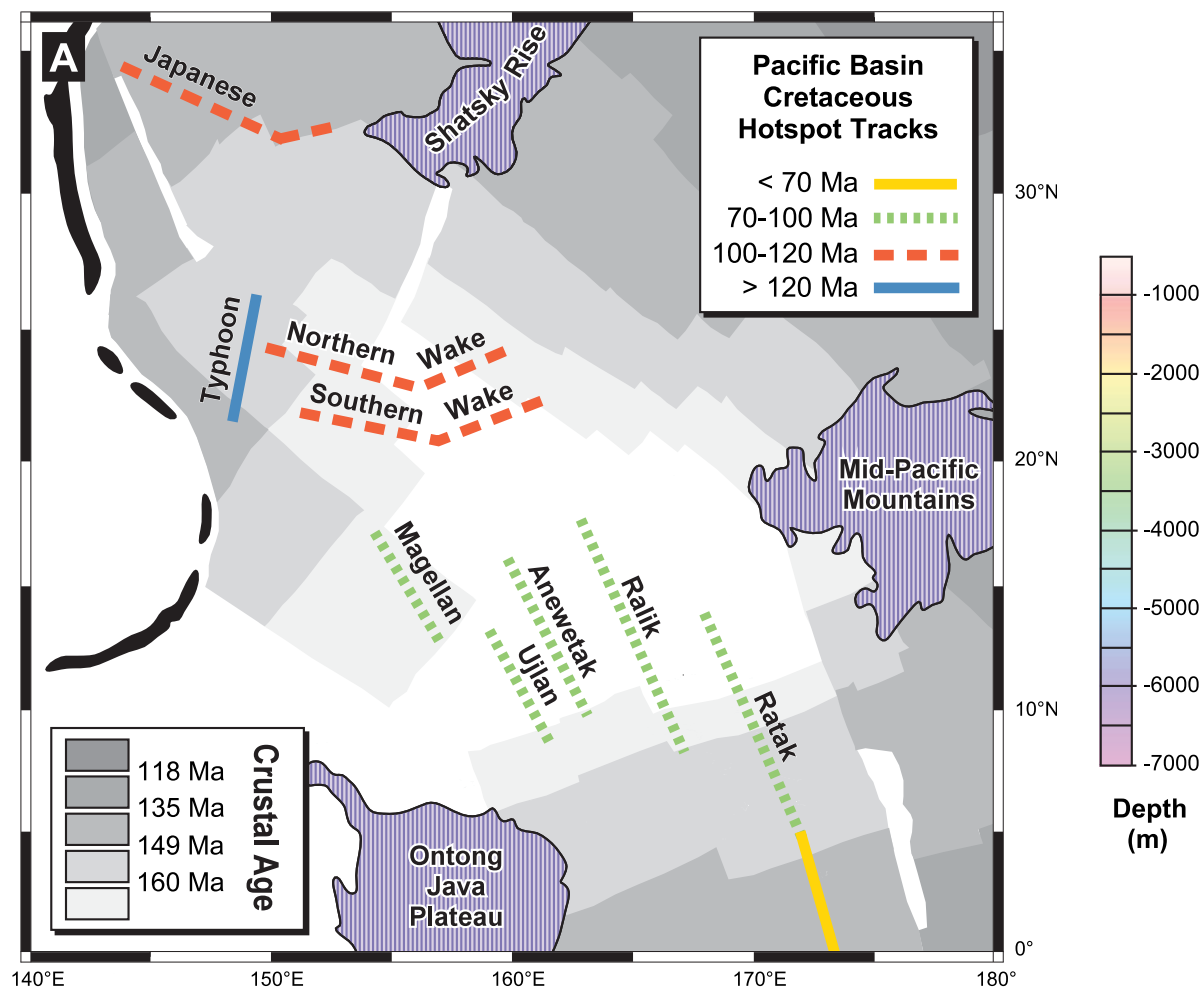 A
Japanese
Shatsky Rise
Pacific Basin
Cretaceous
Hotspot Tracks
< 70 Ma
70-100 Ma
100-120 Ma
> 120 Ma
30°N
20°N
10°N
0°
Typhoon
Northern Wake
Southern Wake
Mid-Pacific
Mountains
Magellan
Anewetak
Ujlan
Ralik
Ratak
Ontong
Java
Plateau
Crustal Age
118 Ma
135 Ma
149 Ma
160 Ma
140°E
150°E
160°E
170°E
180°
-1000
-2000
-3000
-4000
-5000
-6000
-7000
Depth
(m)